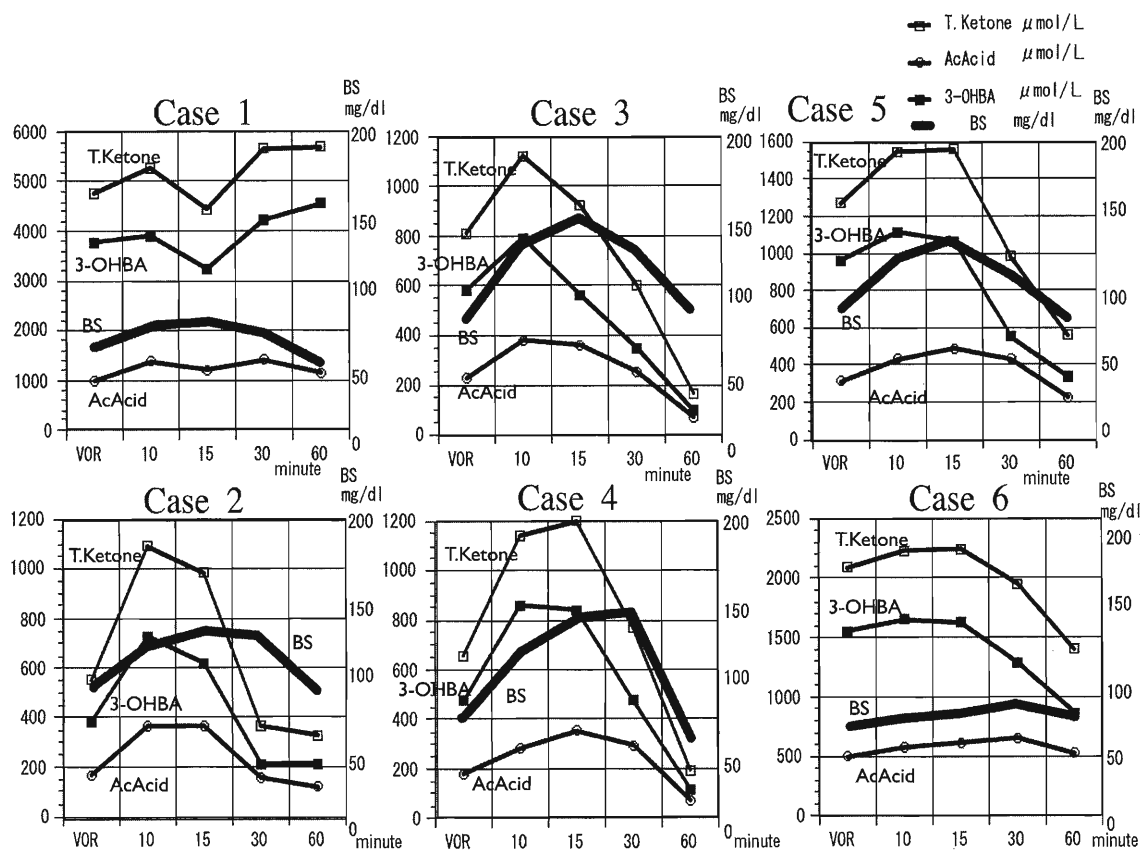 T.Ketone μmol/L
AcAcid μmol/L
3-OHBA μmol/L
BS mg/dl
Case 1
BS
mg/dl
6000
5000
4000
3000
2000
1000
0
200
150
100
50
0
T.Ketone
3-OHBA
BS
AcAcid
VOR 10 15 30 60
minute
Case 3
BS
mg/dl
1200
1000
800
600
400
200
0
200
150
100
50
0
T.Ketone
3-OHBA
BS
AcAcid
VOR 10 15 30 60
minute
Case 5
BS
mg/dl
1600
1400
1200
1000
800
600
400
200
0
200
150
100
50
0
T.Ketone
3-OHBA
BS
AcAcid
VOR 10 15 30 60
minute
Case 2
BS
mg/dl
1200
1000
800
600
400
200
0
200
150
100
50
0
T.Ketone
BS
3-OHBA
AcAcid
VOR 10 15 30 60
minute
Case 4
BS
mg/dl
1200
1000
800
600
400
200
0
200
150
100
50
0
T.Ketone
3-OHBA
BS
AcAcid
VOR 10 15 30 60
minute
Case 6
BS
mg/dl
2500
2000
1500
1000
500
0
200
150
100
50
0
T.Ketone
3-OHBA
BS
AcAcid
VOR 10 15 30 60
minute